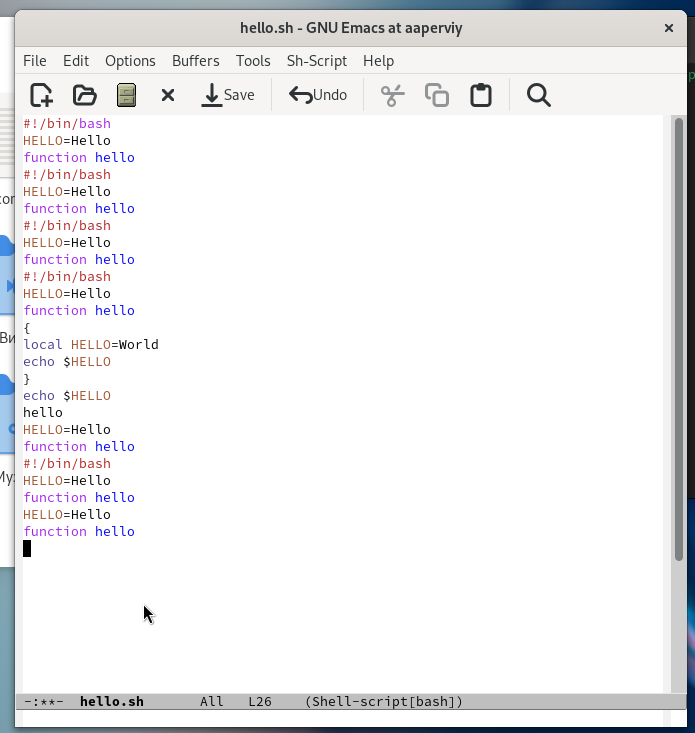 hello.sh - GNU Emacs at aaperviy
File Edit Options Buffers Tools Sh-Script Help
Save Undo
#!/bin/bash
HELLO=Hello
function hello
#!/bin/bash
HELLO=Hello
function hello
#!/bin/bash
HELLO=Hello
function hello
#!/bin/bash
HELLO=Hello
function hello
{
local HELLO=World
echo $HELLO
}
echo $HELLO
hello
HELLO=Hello
function hello
#!/bin/bash
HELLO=Hello
function hello
HELLO=Hello
function hello
-:**- hello.sh All L26 (Shell-script[bash])